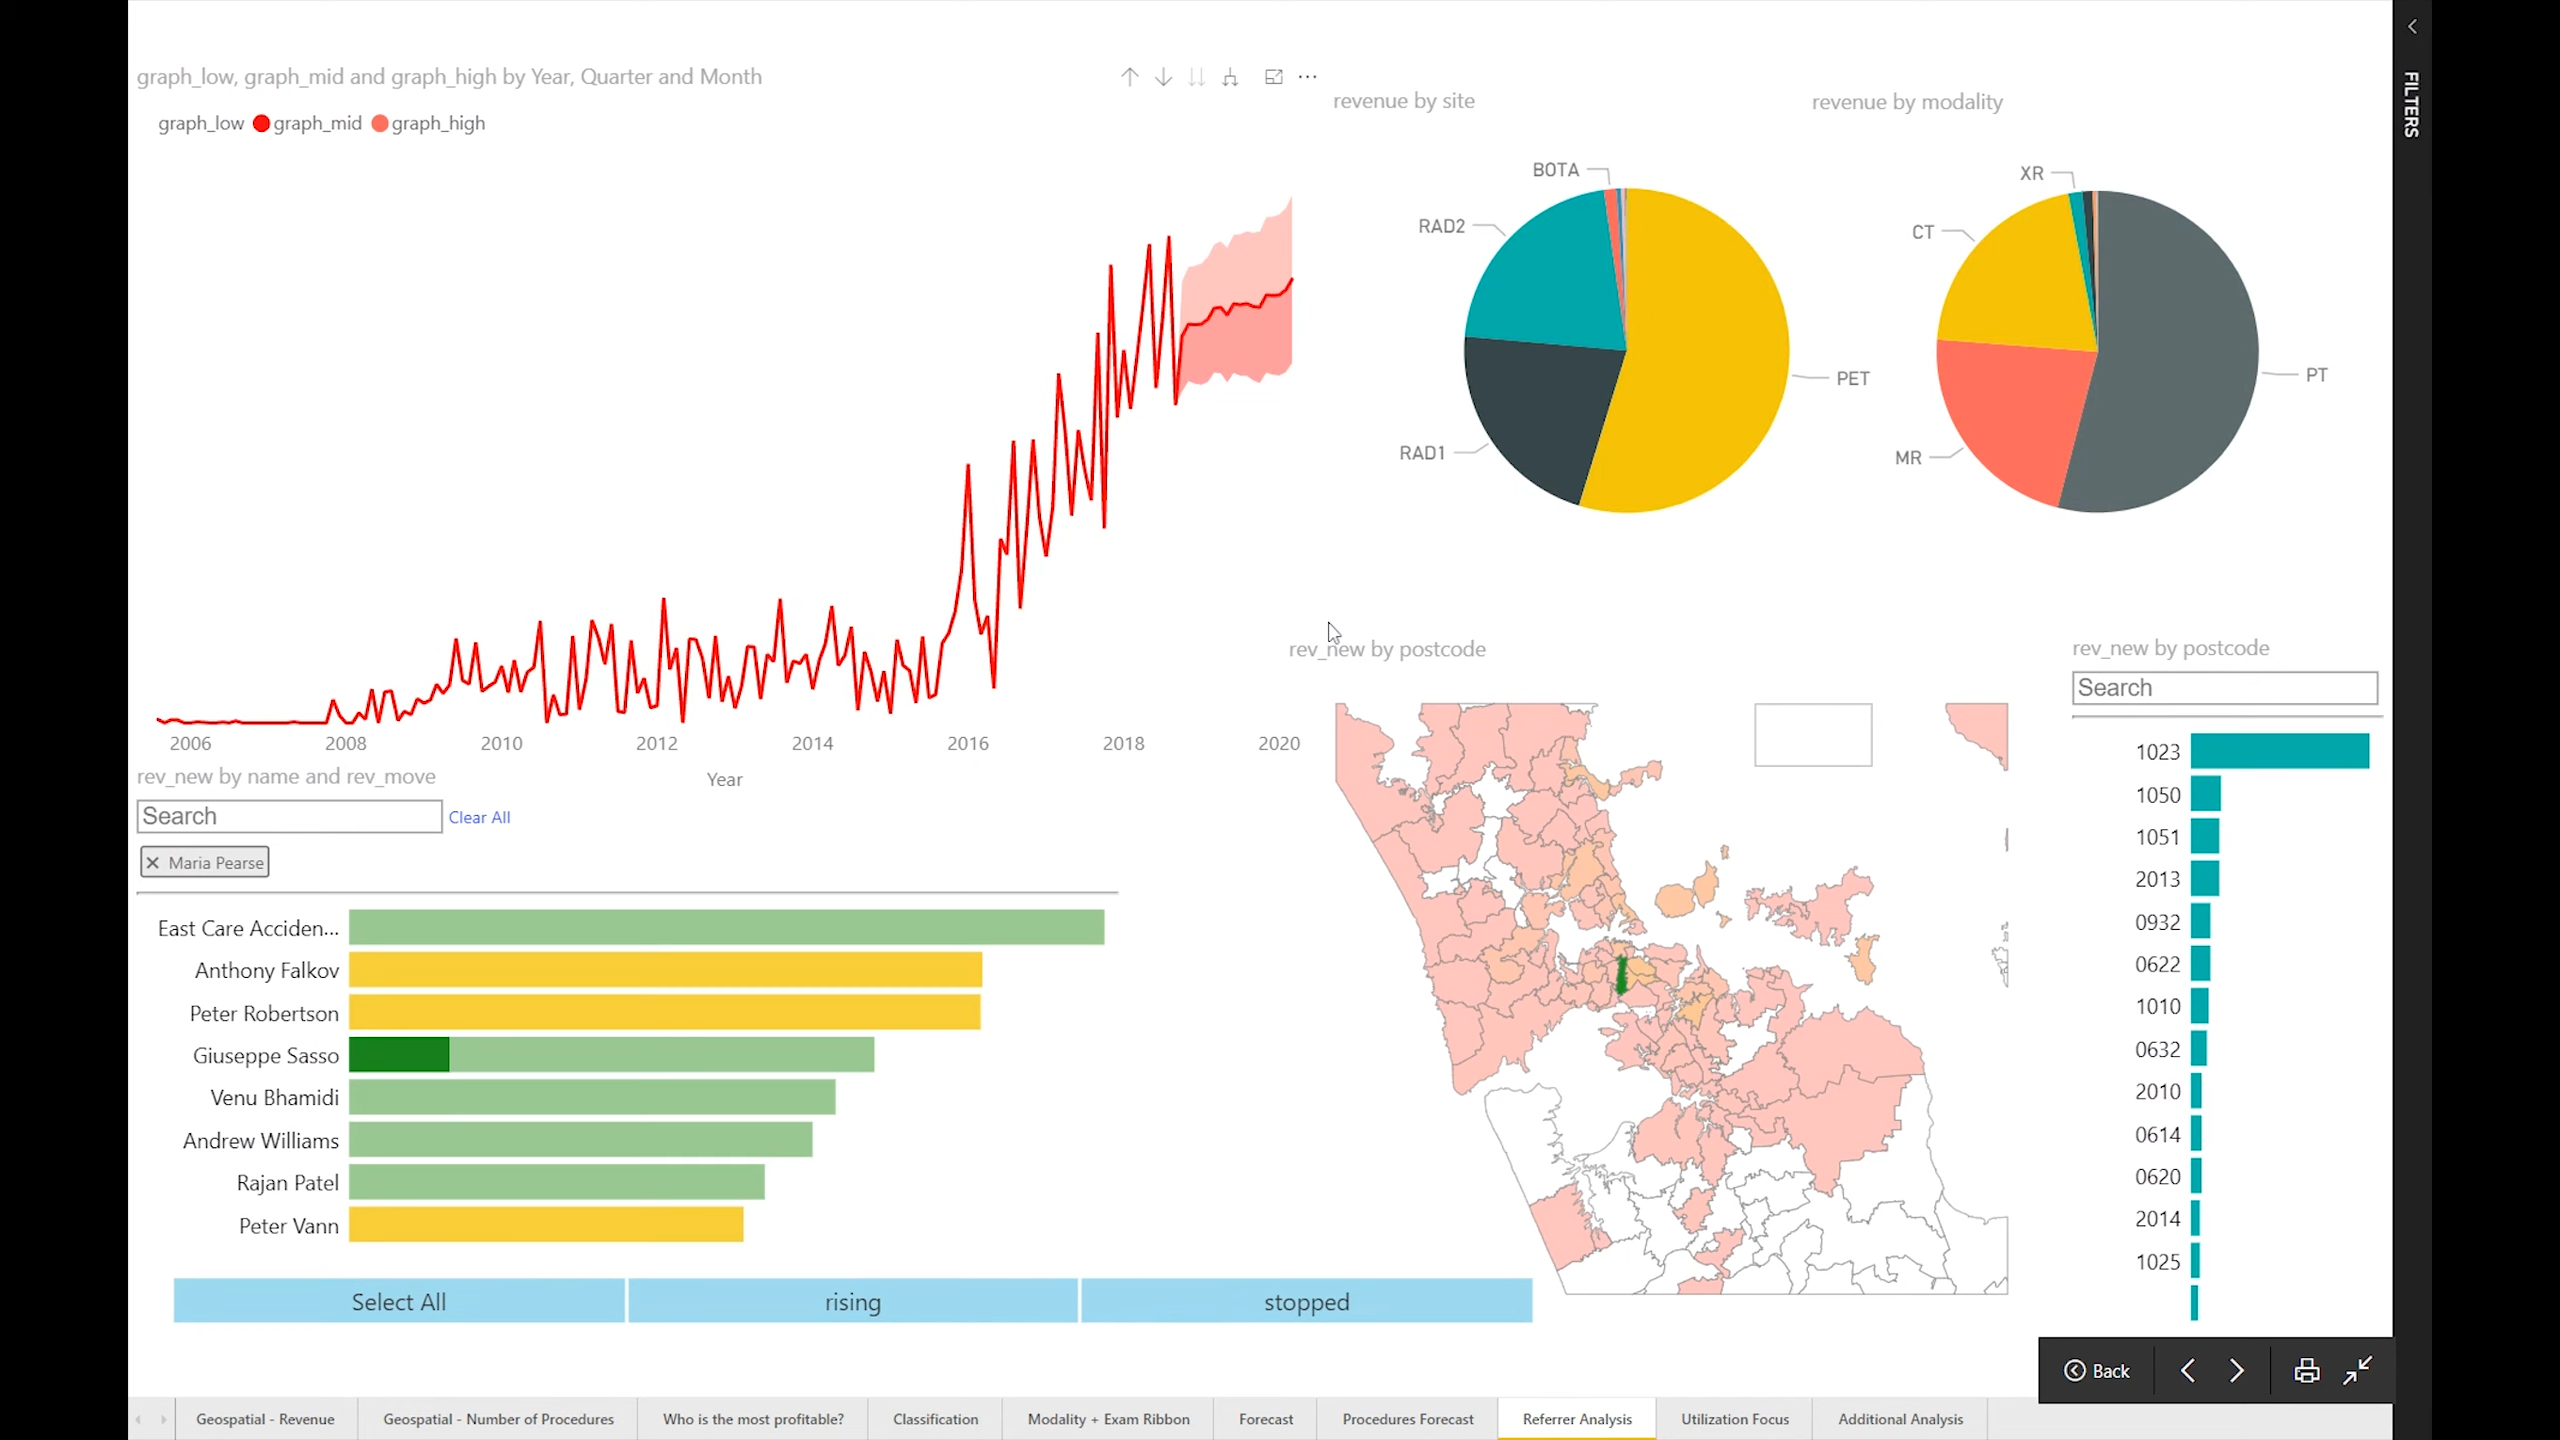 graph_low, graph_mid and graph_high by Year, Quarter and Month
graph_low graph_mid graph_high
2006 2008 2010 2012 2014 2016 2018 2020
Year
revenue by site
BOTA
RAD2
RAD1
PET
revenue by modality
XR
CT
MR
PT
FILTERS
rev_new by name and rev_move
Search
Clear All
Maria Pearse
East Care Acciden...
Anthony Falkov
Peter Robertson
Giuseppe Sasso
Venu Bhamidi
Andrew Williams
Rajan Patel
Peter Vann
Select All rising stopped
rev_new by postcode
rev_new by postcode
Search
1023
1050
1051
2013
0932
0622
1010
0632
2010
0614
0620
2014
1025
Back
Geospatial - Revenue Geospatial - Number of Procedures Who is the most profitable? Classification Modality + Exam Ribbon Forecast Procedures Forecast Referrer Analysis Utilization Focus Additional Analysis